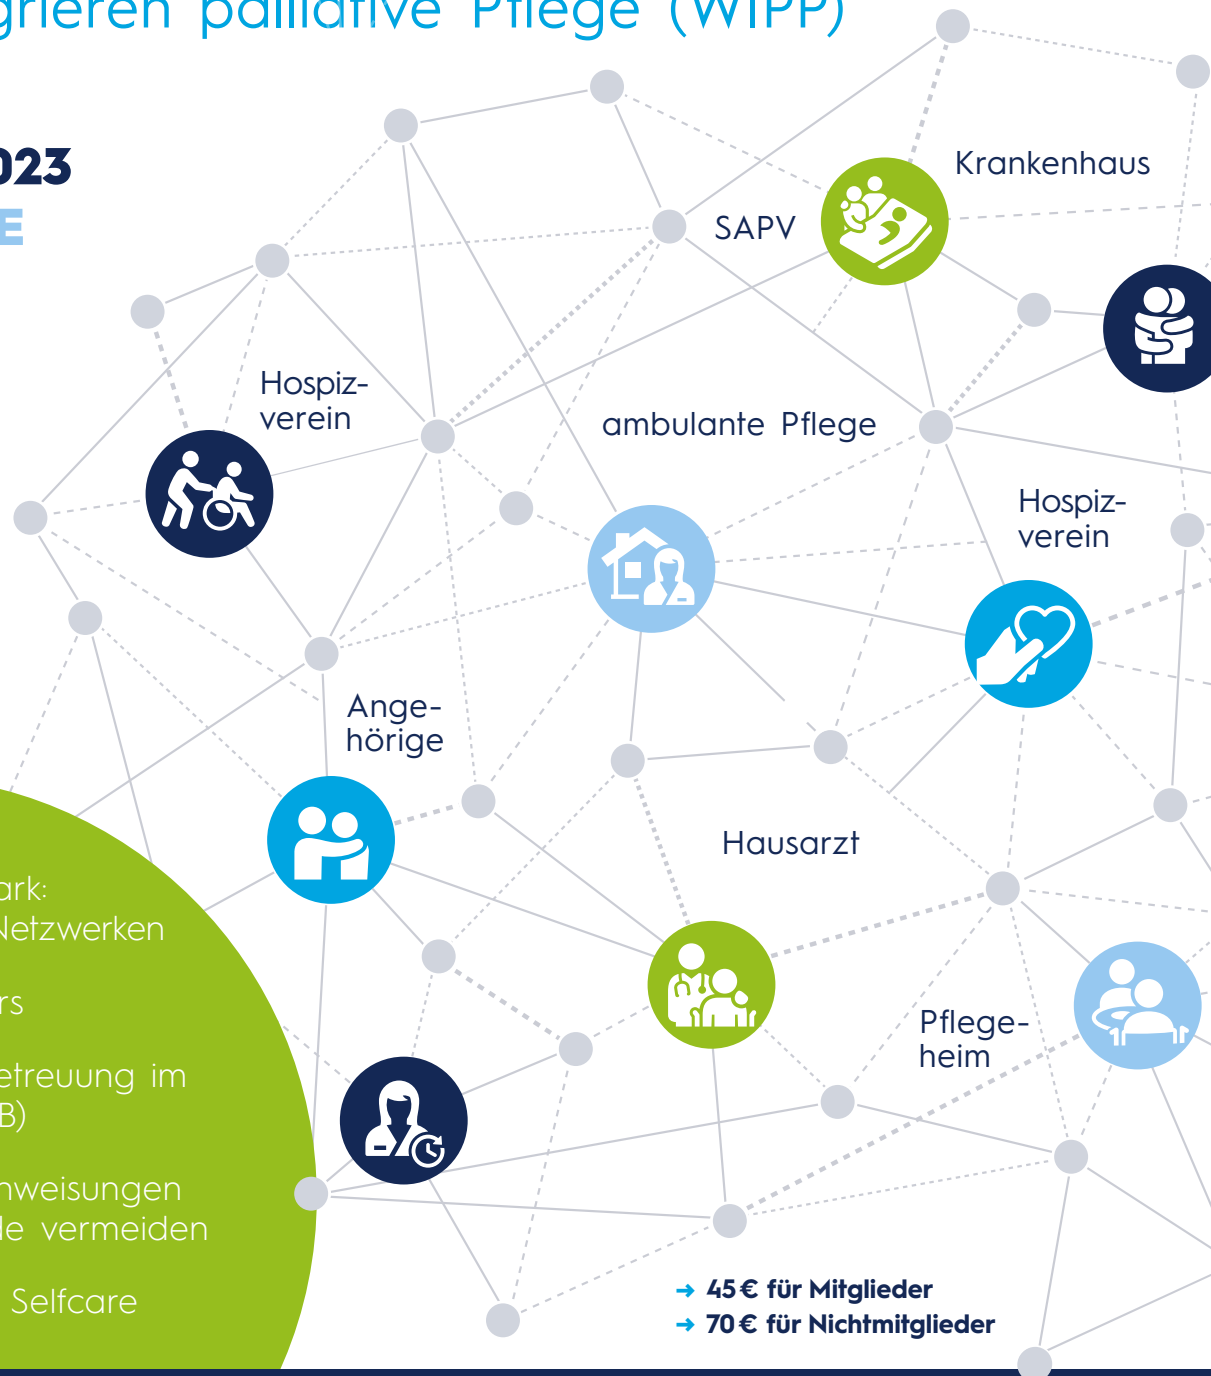 grieren palliative Pflege (WIPP)
023
E
Krankenhaus
SAPV
Hospiz-
verein
ambulante Pflege
Hospiz-
verein
Ange-
hörige
Hausarzt
Pflege-
heim
ark:
Netzwerken
rs
etreuung im
B)
nweisungen
de vermeiden
Selfcare
→ 45 € für Mitglieder
→ 70 € für Nichtmitglieder